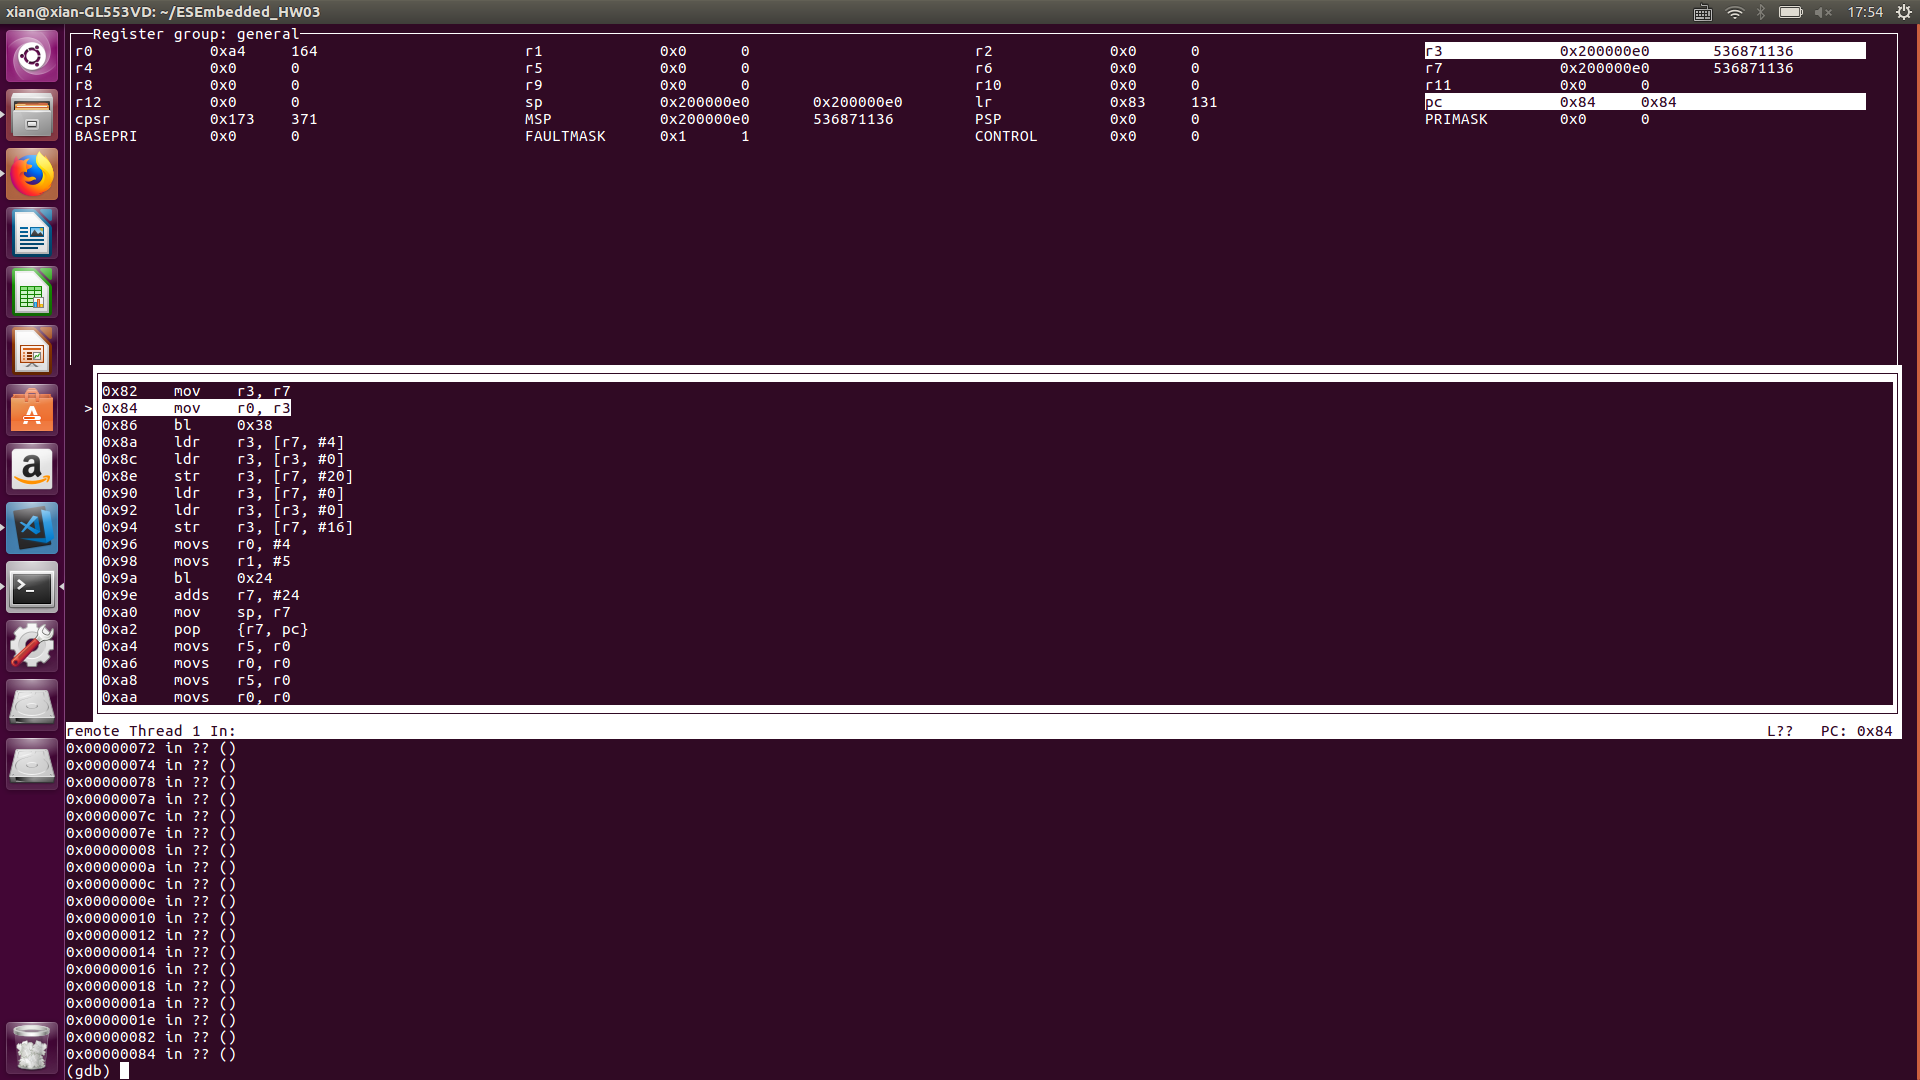 xian@xian-GL553VD: ~/ESEmbedded_HW03 17:54
Register group: general
r0 0xa4 164 r1 0x0 0 r2 0x0 0 r3 0x200000e0 536871136
r4 0x0 0 r5 0x0 0 r6 0x0 0 r7 0x200000e0 536871136
r8 0x0 0 r9 0x0 0 r10 0x0 0 r11 0x0 0
r12 0x0 0 sp 0x200000e0 0x200000e0 lr 0x83 131 pc 0x84 0x84
cpsr 0x173 371 MSP 0x200000e0 536871136 PSP 0x0 0 PRIMASK 0x0 0
BASEPRI 0x0 0 FAULTMASK 0x1 1 CONTROL 0x0 0
0x82 mov r3, r7
>0x84 mov r0, r3
0x86 bl 0x38
0x8a ldr r3, [r7, #4]
0x8c ldr r3, [r3, #0]
0x8e str r3, [r7, #20]
0x90 ldr r3, [r7, #0]
0x92 ldr r3, [r3, #0]
0x94 str r3, [r7, #16]
0x96 movs r0, #4
0x98 movs r1, #5
0x9a bl 0x24
0x9e adds r7, #24
0xa0 mov sp, r7
0xa2 pop {r7, pc}
0xa4 movs r5, r0
0xa6 movs r0, r0
0xa8 movs r5, r0
0xaa movs r0, r0
remote Thread 1 In: L?? PC: 0x84
0x00000072 in ?? ()
0x00000074 in ?? ()
0x00000078 in ?? ()
0x0000007a in ?? ()
0x0000007c in ?? ()
0x0000007e in ?? ()
0x00000008 in ?? ()
0x0000000a in ?? ()
0x0000000c in ?? ()
0x0000000e in ?? ()
0x00000010 in ?? ()
0x00000012 in ?? ()
0x00000014 in ?? ()
0x00000016 in ?? ()
0x00000018 in ?? ()
0x0000001a in ?? ()
0x0000001e in ?? ()
0x00000082 in ?? ()
0x00000084 in ?? ()
(gdb)